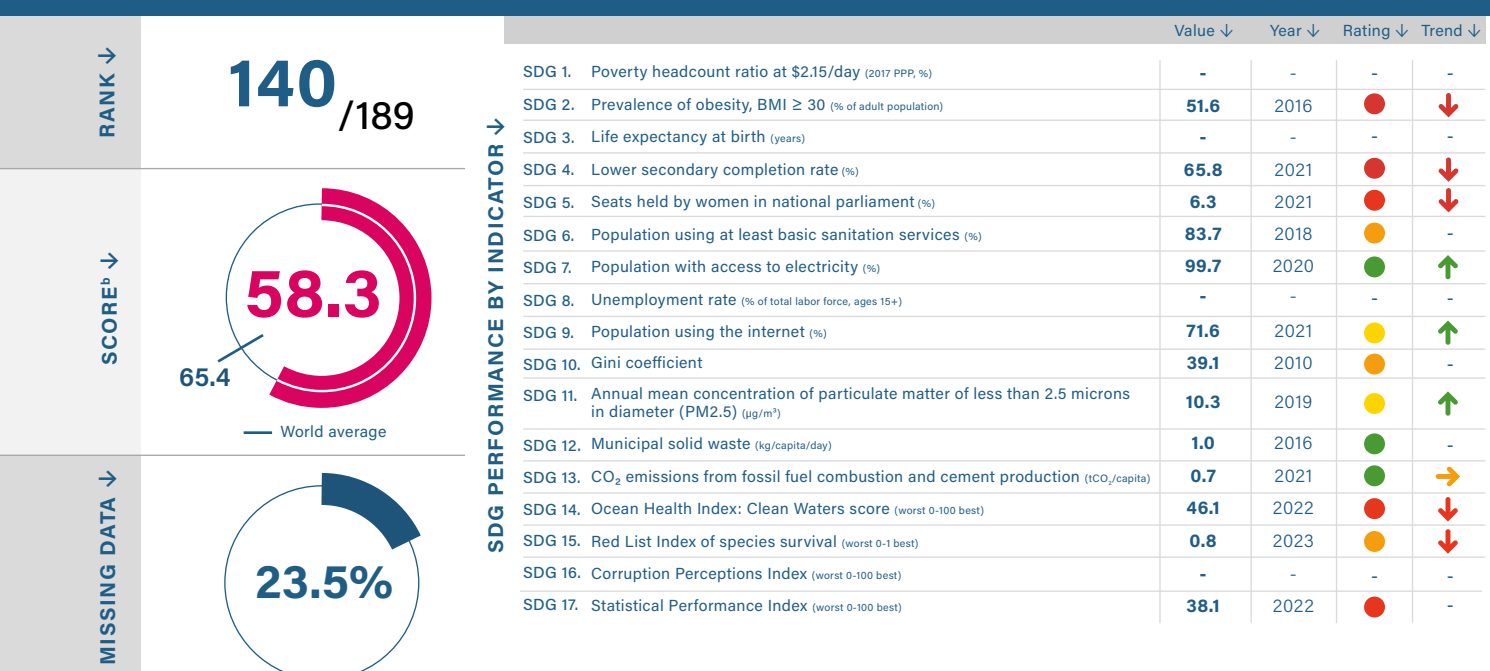 RANK →
140
/189
SCOREᵇ →
58.3
65.4
World average
MISSING DATA →
23.5%
SDG PERFORMANCE BY INDICATOR →
Value ↓ Year ↓ Rating ↓ Trend ↓
SDG 1. Poverty headcount ratio at $2.15/day (2017 PPP, %) - - - -
SDG 2. Prevalence of obesity, BMI ≥ 30 (% of adult population) 51.6 2016 ↓
SDG 3. Life expectancy at birth (years) - - - -
SDG 4. Lower secondary completion rate (%) 65.8 2021 ↓
SDG 5. Seats held by women in national parliament (%) 6.3 2021 ↓
SDG 6. Population using at least basic sanitation services (%) 83.7 2018 -
SDG 7. Population with access to electricity (%) 99.7 2020 ↑
SDG 8. Unemployment rate (% of total labor force, ages 15+) - - - -
SDG 9. Population using the internet (%) 71.6 2021 ↑
SDG 10. Gini coefficient 39.1 2010 -
SDG 11. Annual mean concentration of particulate matter of less than 2.5 microns
in diameter (PM2.5) (μg/m³) 10.3 2019 ↑
SDG 12. Municipal solid waste (kg/capita/day) 1.0 2016 -
SDG 13. CO₂ emissions from fossil fuel combustion and cement production (tCO₂/capita) 0.7 2021 →
SDG 14. Ocean Health Index: Clean Waters score (worst 0-100 best) 46.1 2022 ↓
SDG 15. Red List Index of species survival (worst 0-1 best) 0.8 2023 ↓
SDG 16. Corruption Perceptions Index (worst 0-100 best) - - - -
SDG 17. Statistical Performance Index (worst 0-100 best) 38.1 2022 -